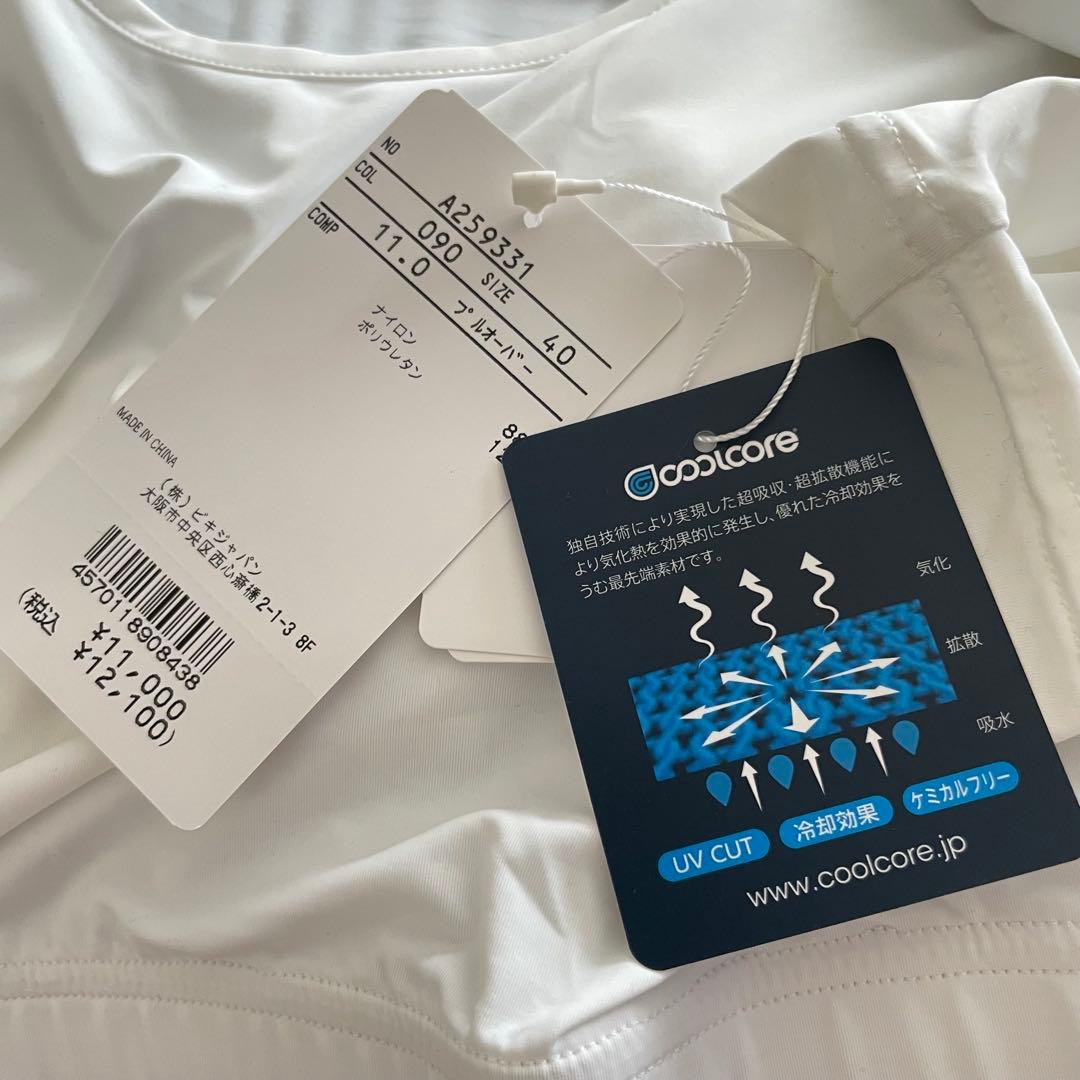 NO A259331
COL 090 SIZE 40
COMP 11.0 プルオーバー
ナイロン
ポリウレタン
MADE IN CHINA
(株)ビキジャパン
大阪市中央区西心斎橋2-1-3 8F
4570118908438
*11,000
(税込 *12,100)
coolcore
独自技術により実現した超吸収・超拡散機能に
より気化熱を効果的に発生し、優れた冷却効果を
うむ最先端素材です。
気化
拡散
吸水
UV CUT
冷却効果
ケミカルフリー
www.coolcore.jp